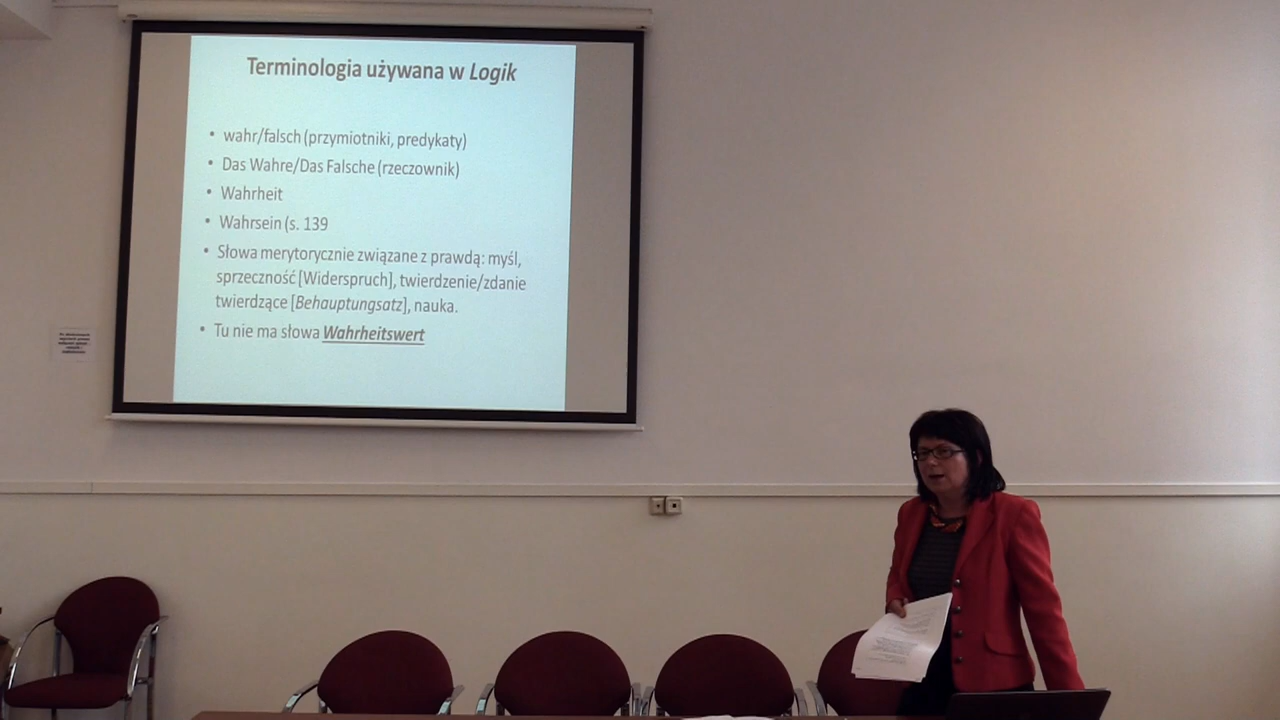 Terminologia używana w Logik
• wahr/falsch (przymiotniki, predykaty)
• Das Wahre/Das Falsche (rzeczownik)
• Wahrheit
• Wahrsein (s. 139
• Słowa merytorycznie związane z prawdą: myśl,
sprzeczność [Widerspruch], twierdzenie/zdanie
twierdzące [Behauptungsatz], nauka.
• Tu nie ma słowa Wahrheitswert